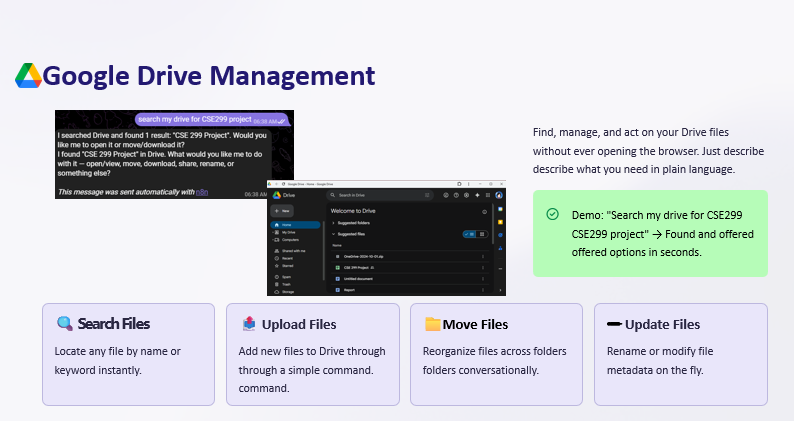 Google Drive Management
search my drive for CSE299 project
06:38 AM
I searched Drive and found 1 result: "CSE 299 Project". Would you
like me to open it or move/download it?
I found "CSE 299 Project" in Drive. What would you like me to do
with it — open/view, move, download, share, rename, or
something else?
This message was sent automatically with n8n
06:38 AM
Home - Google Drive
Drive
Search in Drive
New
Home
My Drive
Computers
Shared with me
Recent
Starred
Spam
Trash
Storage
Welcome to Drive
Suggested folders
Suggested files
Name
OneDrive-2024-10-01.zip
CSE 299 Project
Untitled document
Report
Find, manage, and act on your Drive files
without ever opening the browser. Just describe
describe what you need in plain language.
Demo: "Search my drive for CSE299
CSE299 project" → Found and offered
offered options in seconds.
Search Files
Locate any file by name or
keyword instantly.
Upload Files
Add new files to Drive through
through a simple command.
command.
Move Files
Reorganize files across folders
folders conversationally.
Update Files
Rename or modify file
metadata on the fly.